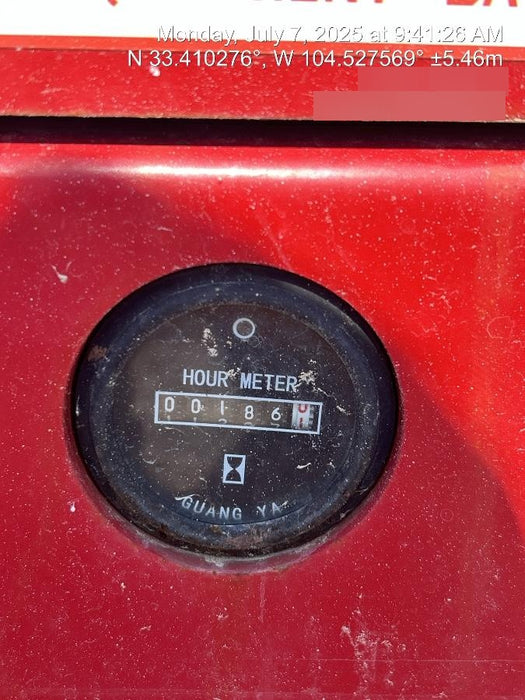 Monday, July 7, 2025 at 9:41:26 AM
N 33.410276°, W 104.527569° ±5.46m
HOUR METER
00186
GUANG YA